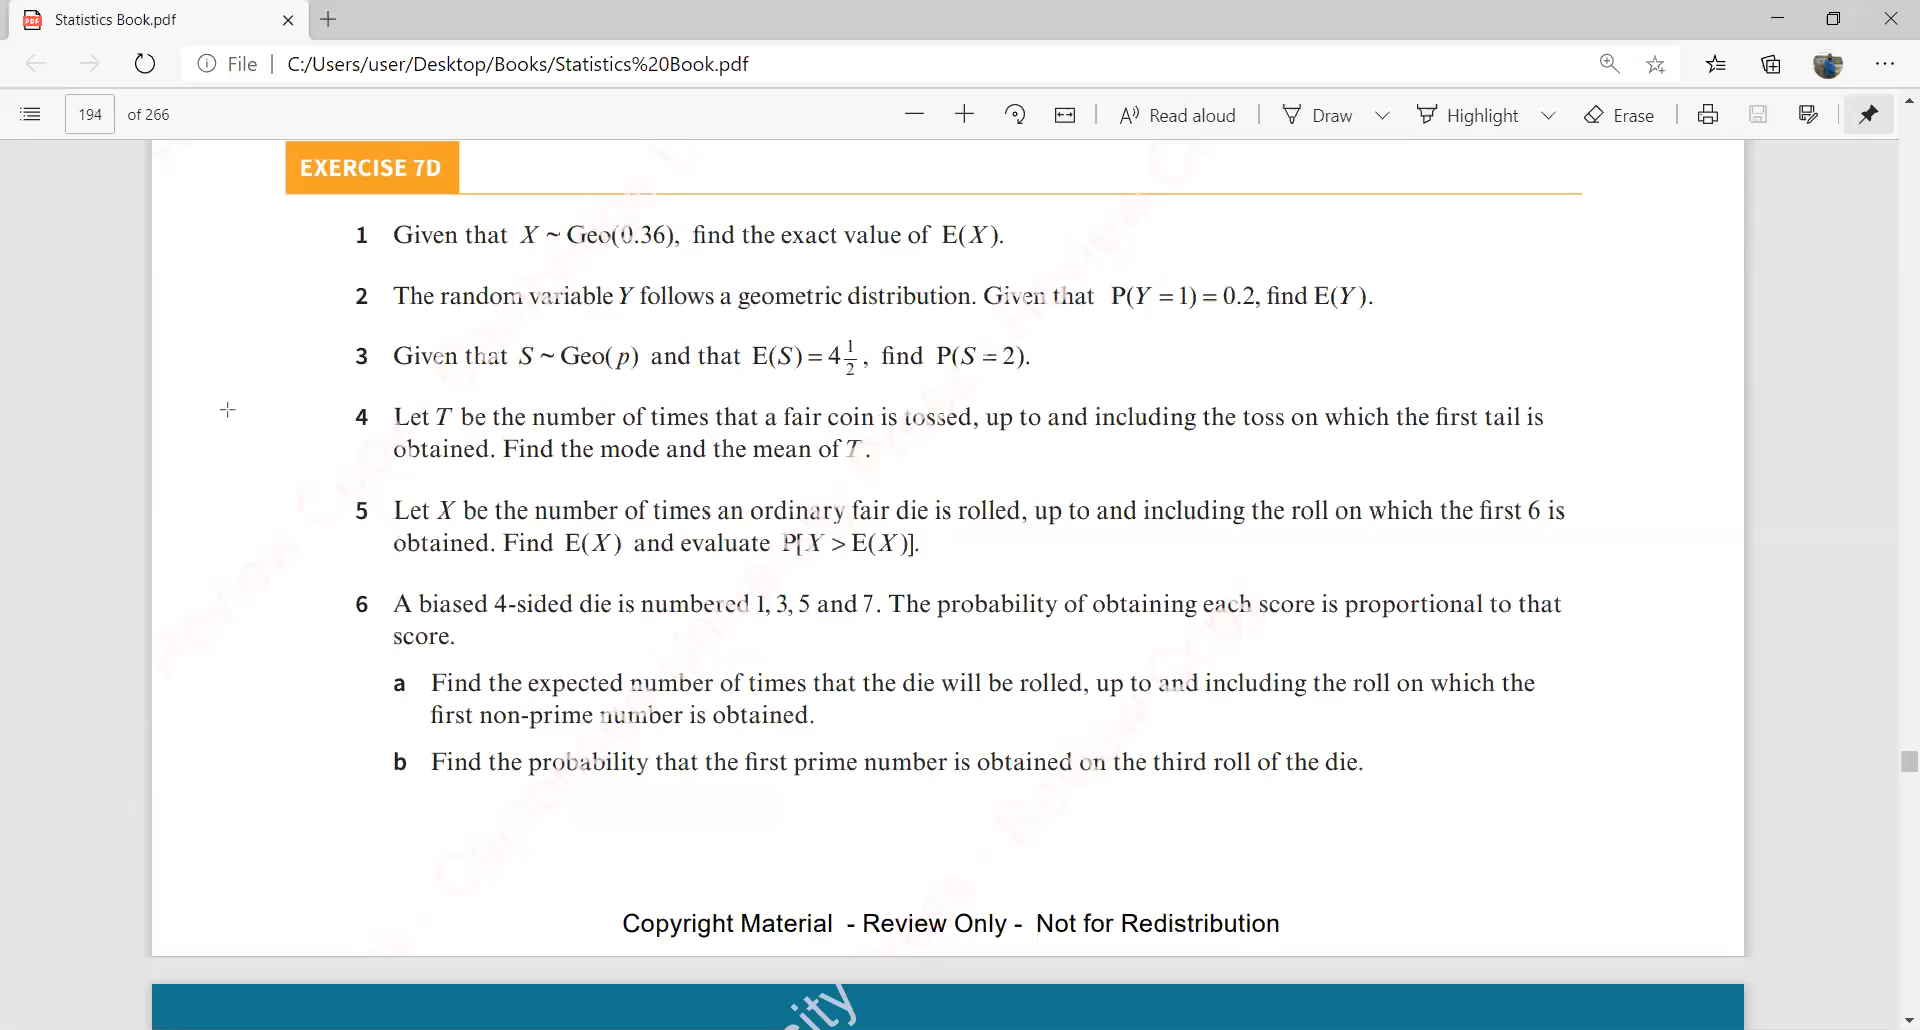 Statistics Book.pdf
File | C:/Users/user/Desktop/Books/Statistics%20Book.pdf
194 of 266
Read aloud
Draw
Highlight
Erase
EXERCISE 7D
1 Given that X ~ Geo(0.36), find the exact value of E(X).
2 The random variable Y follows a geometric distribution. Given that P(Y = 1) = 0.2, find E(Y).
3 Given that S ~ Geo(p) and that E(S) = 4 1/2, find P(S = 2).
4 Let T be the number of times that a fair coin is tossed, up to and including the toss on which the first tail is
obtained. Find the mode and the mean of T.
5 Let X be the number of times an ordinary fair die is rolled, up to and including the roll on which the first 6 is
obtained. Find E(X) and evaluate P[X > E(X)].
6 A biased 4-sided die is numbered 1, 3, 5 and 7. The probability of obtaining each score is proportional to that
score.
a Find the expected number of times that the die will be rolled, up to and including the roll on which the
first non-prime number is obtained.
b Find the probability that the first prime number is obtained on the third roll of the die.
Copyright Material - Review Only - Not for Redistribution
sity